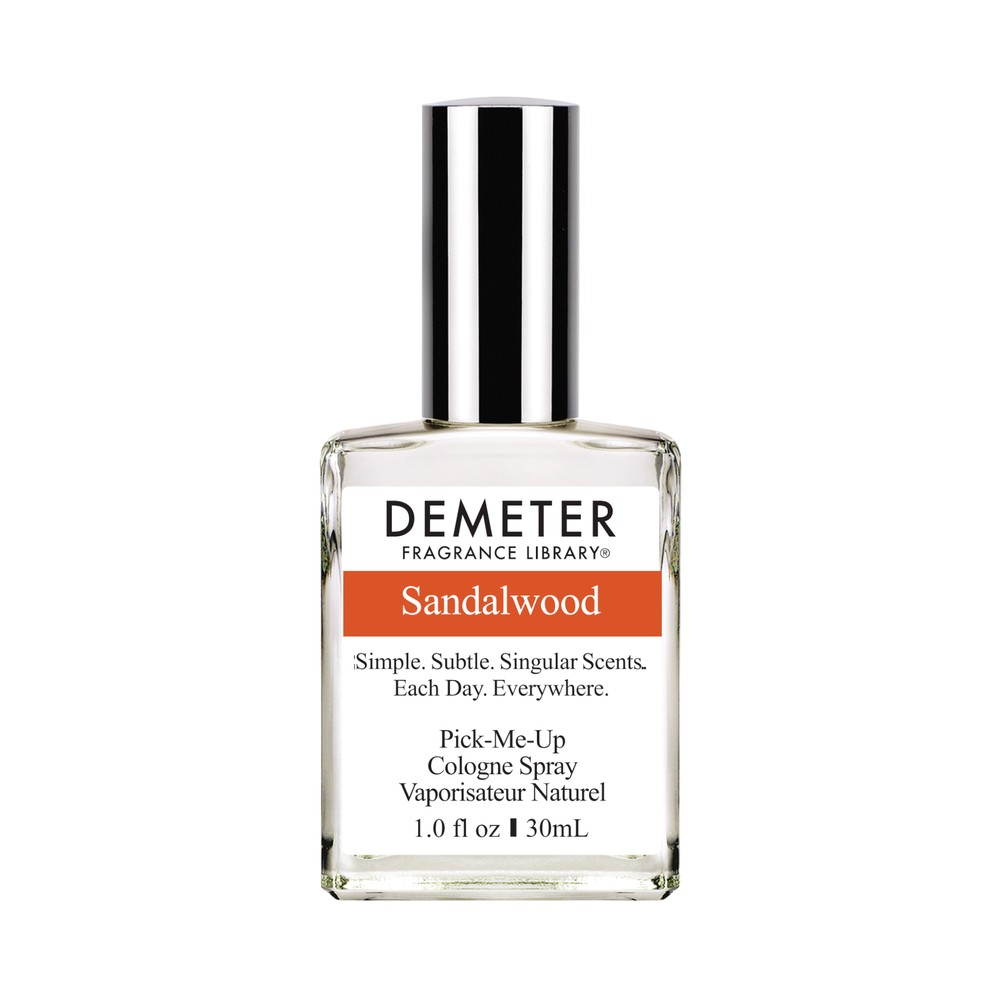 DEMETER
FRAGRANCE LIBRARY®
Sandalwood
Simple. Subtle. Singular Scents.
Each Day. Everywhere.
Pick-Me-Up
Cologne Spray
Vaporisateur Naturel
1.0 fl oz | 30mL